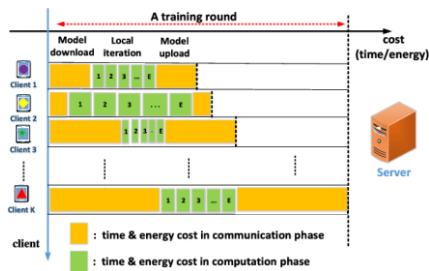 A training round
Model download
Local iteration
Model upload
cost (time/energy)
Client 1
1 2 3 ... E
Client 2
1 2 3 ... E
Client 3
1 2 3 .. E
Server
Client K
1 2 3 ... E
client
: time & energy cost in communication phase
: time & energy cost in computation phase